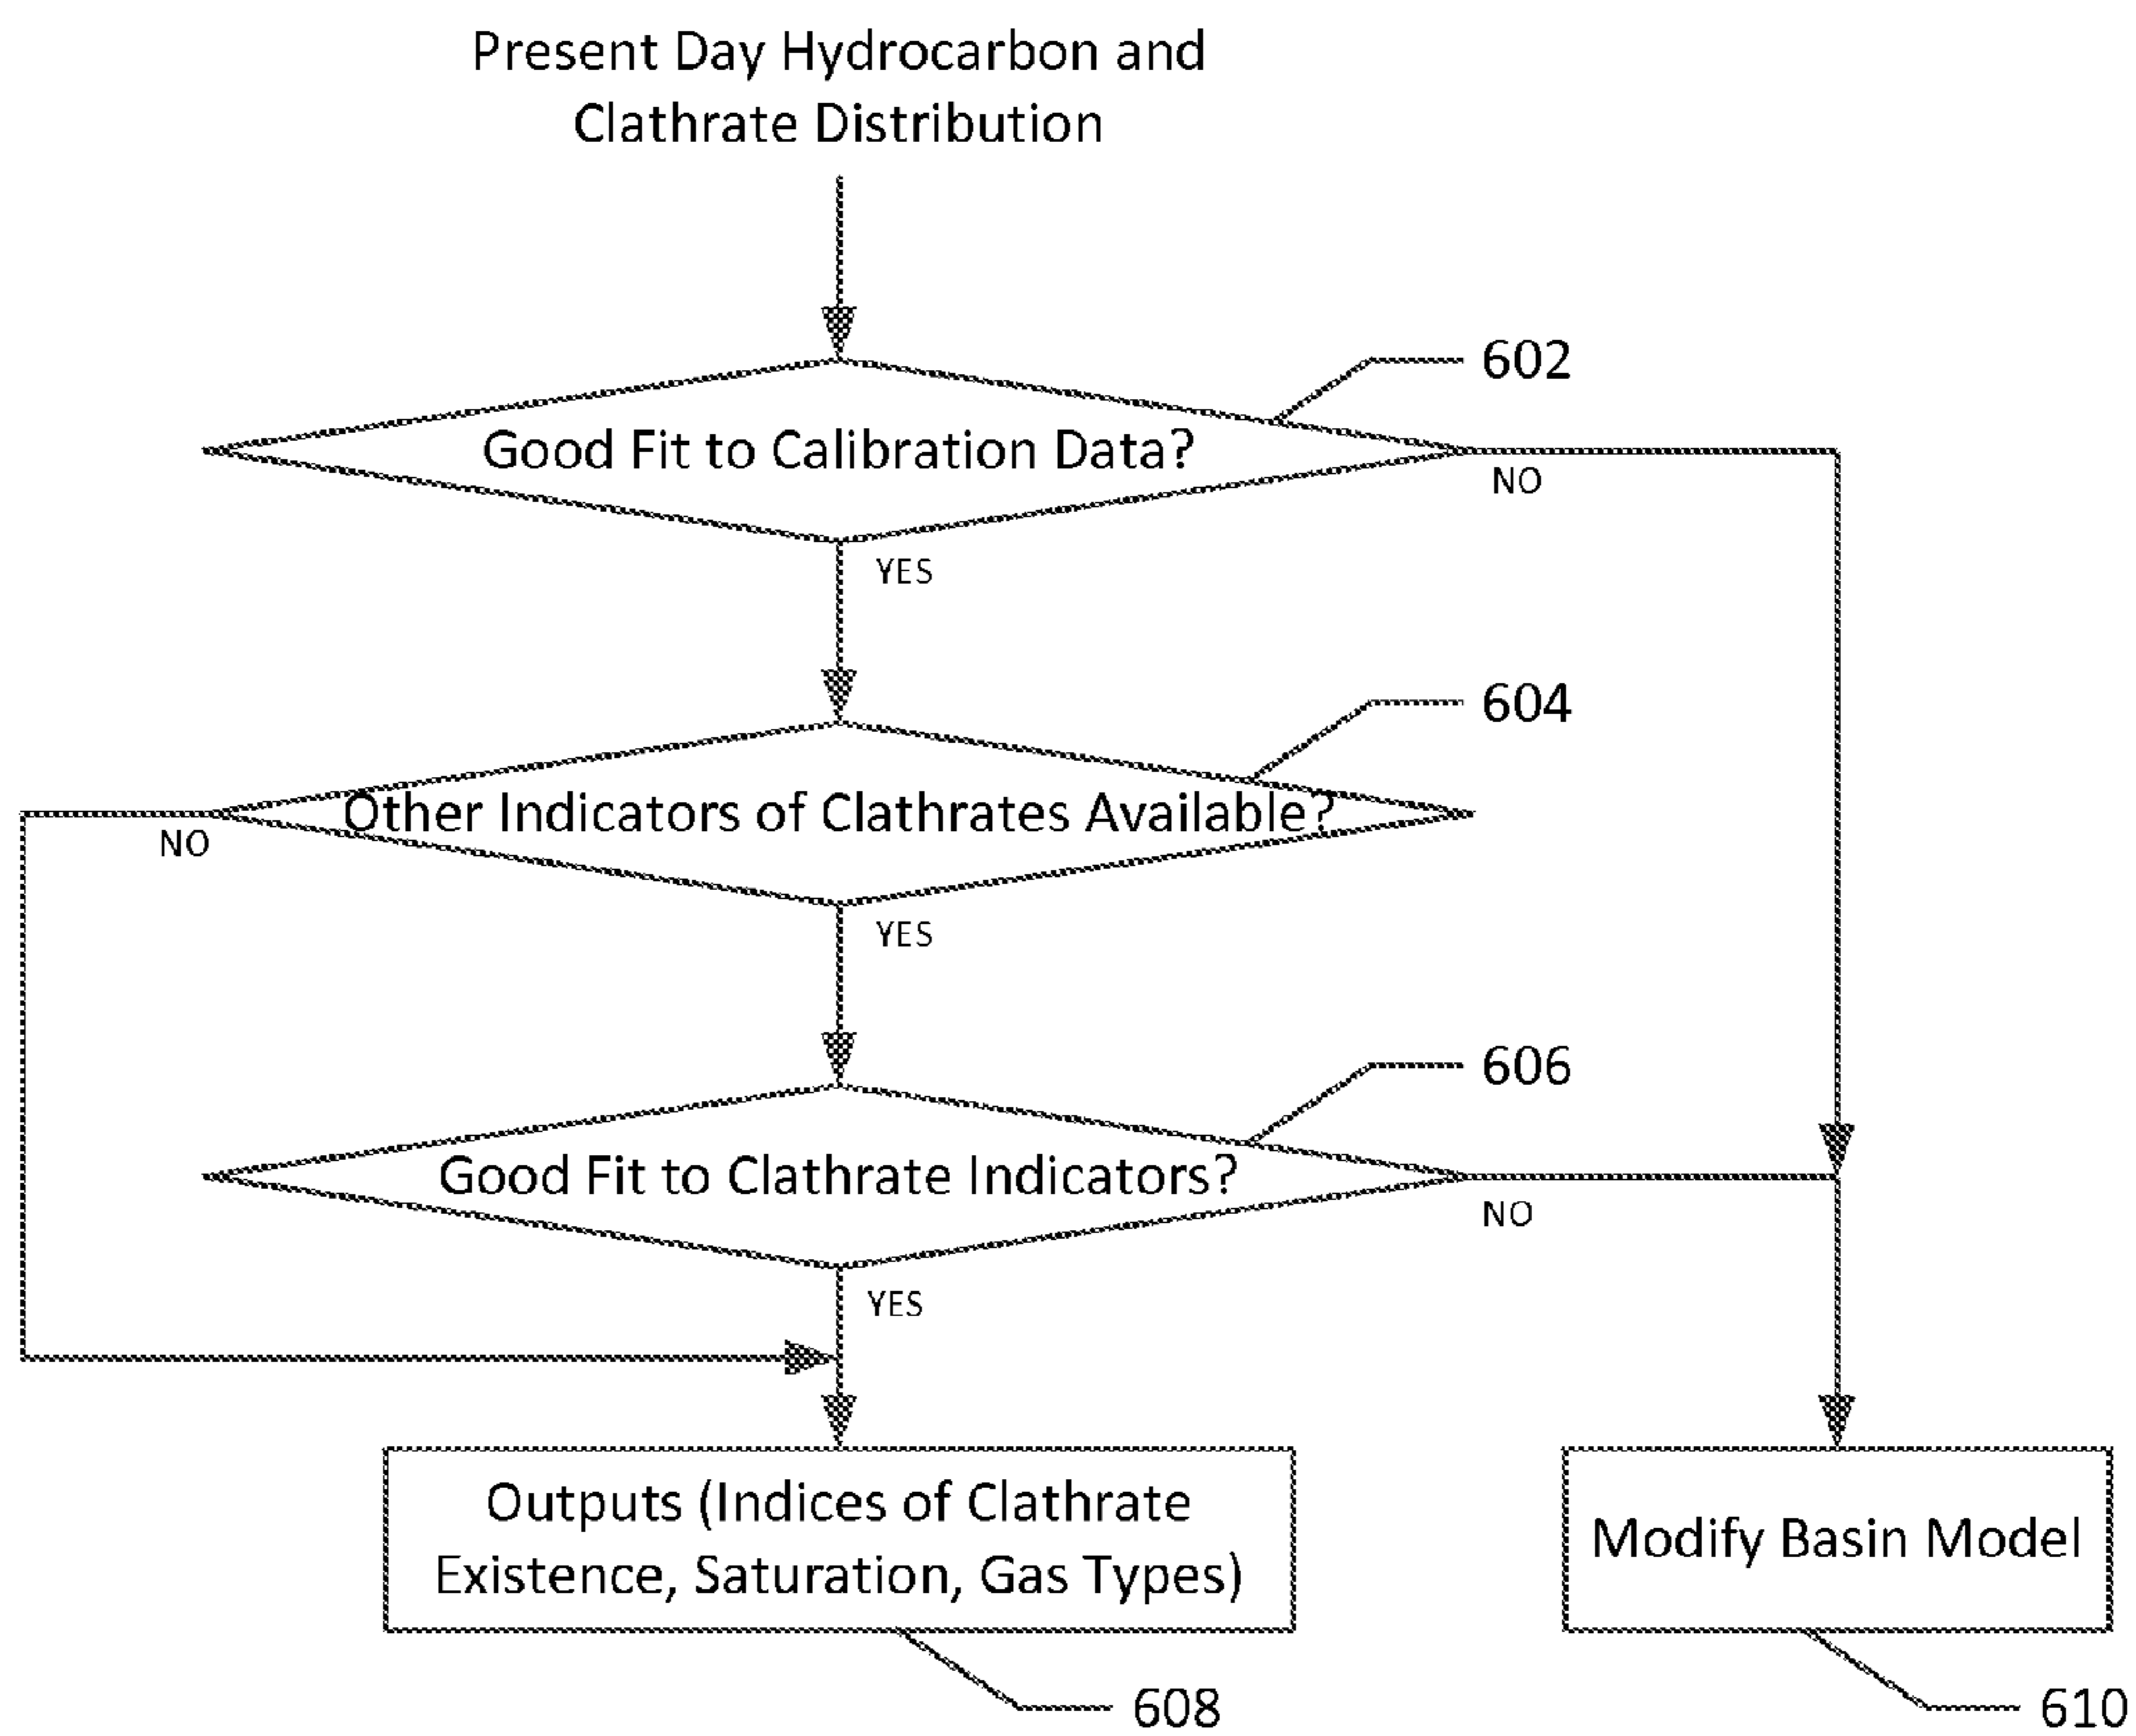 Present Day Hydrocarbon and
Clathrate Distribution
602
Good Fit to Calibration Data?
NO
YES
604
Other Indicators of Clathrates Available?
NO
YES
606
Good Fit to Clathrate Indicators?
NO
YES
Outputs (Indices of Clathrate
Existence, Saturation, Gas Types)
Modify Basin Model
608
610